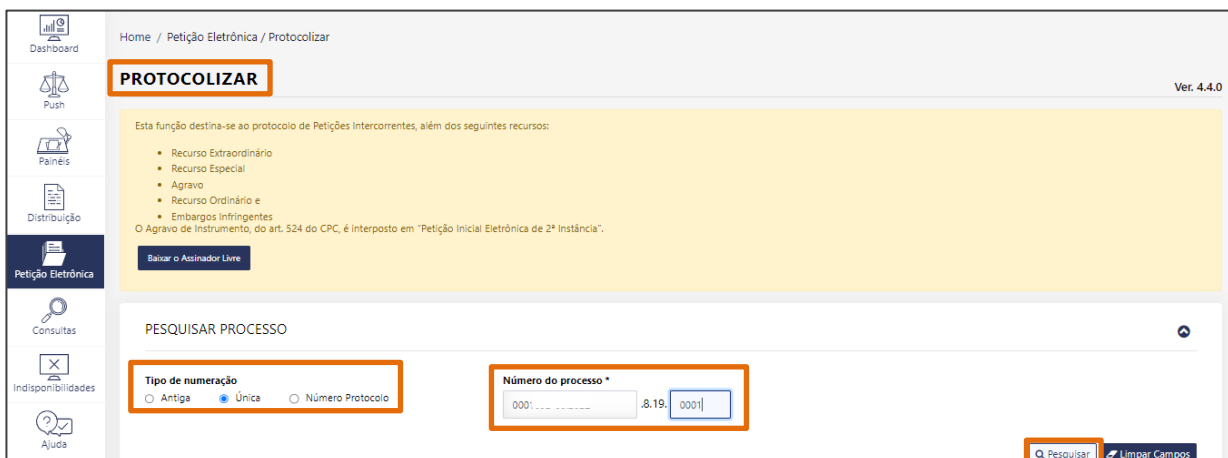 Dashboard
Home / Petição Eletrônica / Protocolizar
PROTOCOLIZAR
Ver. 4.4.0
Push
Esta função destina-se ao protocolo de Petições Intercorrentes, além dos seguintes recursos:
Painéis
• Recurso Extraordinário
• Recurso Especial
• Agravo
• Recurso Ordinário e
• Embargos Infringentes
Distribuição
O Agravo de Instrumento, do art. 524 do CPC, é interposto em "Petição Inicial Eletrônica de 2ª Instância".
Baixar o Assinador Livre
Petição Eletrônica
Consultas
PESQUISAR PROCESSO
Indisponibilidades
Tipo de numeração
Antiga Única Número Protocolo
Número do processo *
.8.19. 0001
Ajuda
Pesquisar Limpar Campos